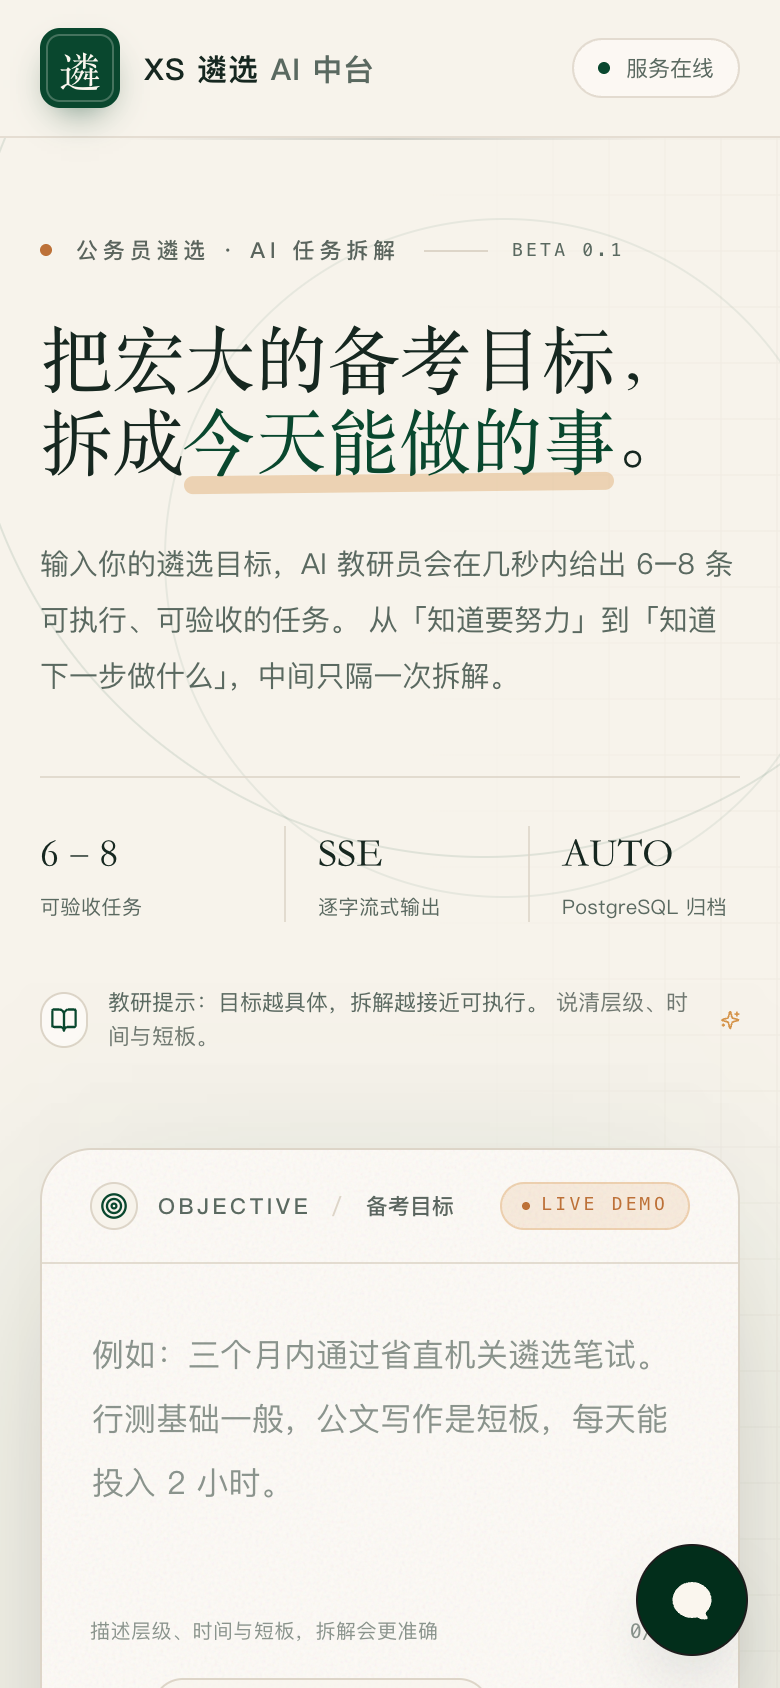 遴 XS 遴选 AI 中台 服务在线
公务员遴选 · AI 任务拆解 BETA 0.1
把宏大的备考目标，
拆成今天能做的事。
输入你的遴选目标，AI 教研员会在几秒内给出 6—8 条
可执行、可验收的任务。 从「知道要努力」到「知道
下一步做什么」，中间只隔一次拆解。
6 – 8 SSE AUTO
可验收任务 逐字流式输出 PostgreSQL 归档
教研提示：目标越具体，拆解越接近可执行。 说清层级、时
间与短板。
OBJECTIVE / 备考目标 LIVE DEMO
例如：三个月内通过省直机关遴选笔试。
行测基础一般，公文写作是短板，每天能
投入 2 小时。
描述层级、时间与短板，拆解会更准确 0/